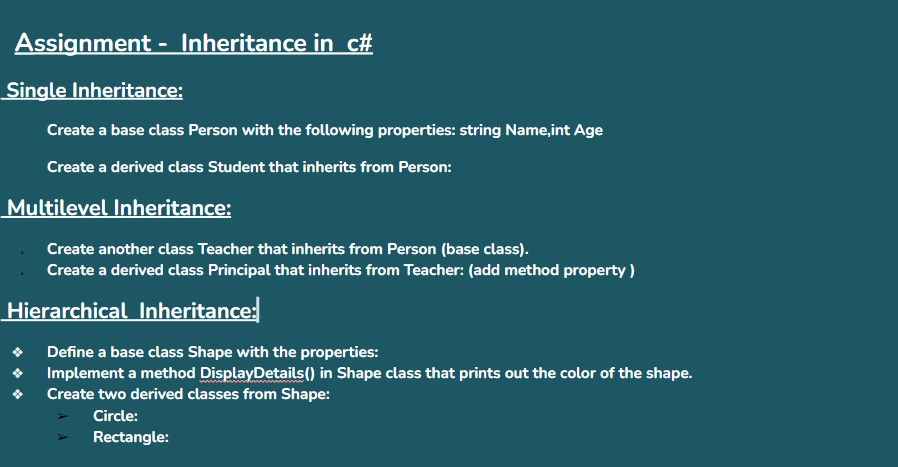 Assignment - Inheritance in c#
Single Inheritance:
Create a base class Person with the following properties: string Name,int Age
Create a derived class Student that inherits from Person:
Multilevel Inheritance:
. Create another class Teacher that inherits from Person (base class).
. Create a derived class Principal that inherits from Teacher: (add method property )
Hierarchical Inheritance:
❖ Define a base class Shape with the properties:
❖ Implement a method DisplayDetails() in Shape class that prints out the color of the shape.
❖ Create two derived classes from Shape:
➢ Circle:
➢ Rectangle: